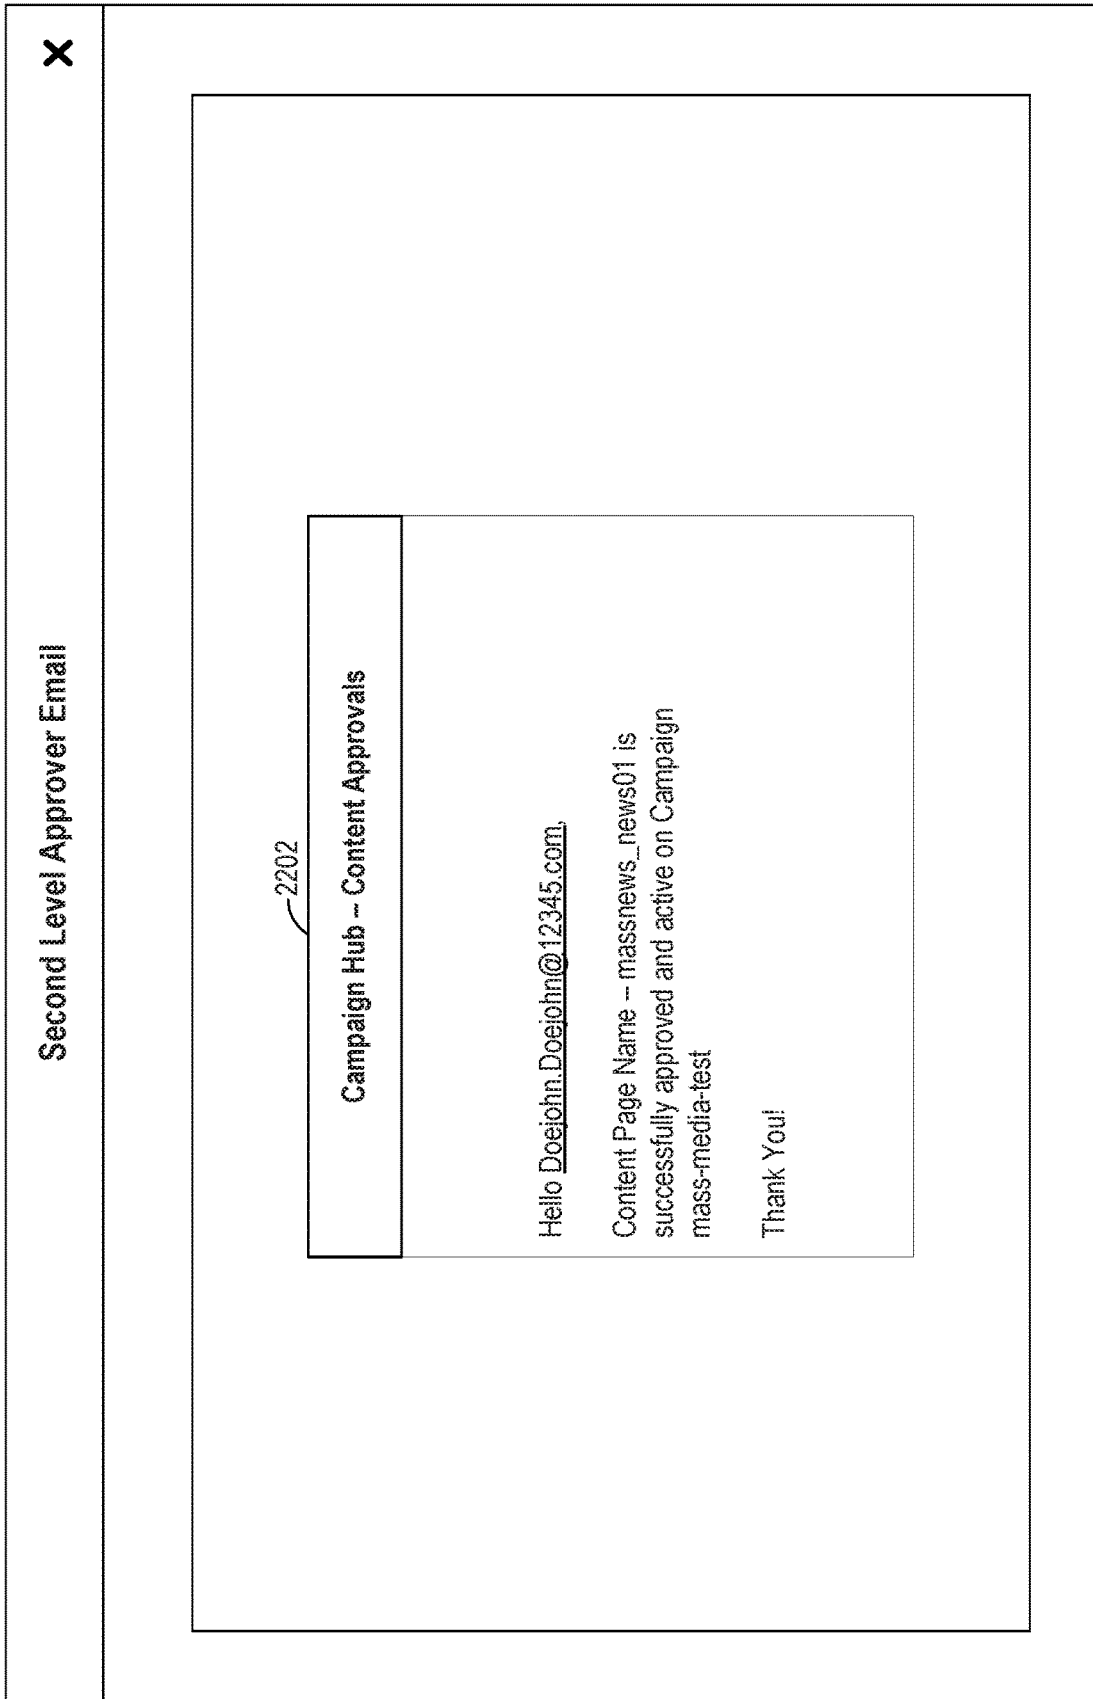 Second Level Approver Email
X
2202
Campaign Hub – Content Approvals
Hello Doejohn.Doejohn@12345.com,
Content Page Name – massnews_news01 is
successfully approved and active on Campaign
mass-media-test
Thank You!